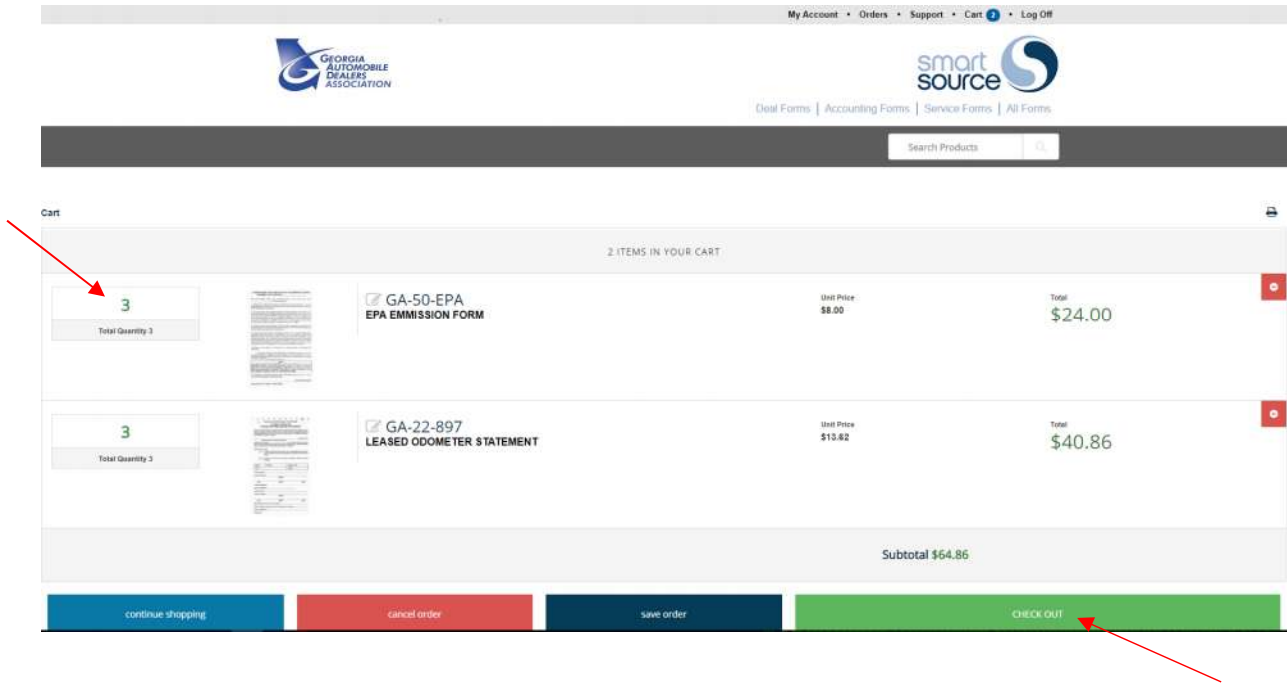 My Account • Orders • Support • Cart 2 • Log Off
GEORGIA
AUTOMOBILE
DEALERS
ASSOCIATION
smart
source
Deal Forms | Accounting Forms | Service Forms | All Forms
Search Products
Cart
2 ITEMS IN YOUR CART
3
Total Quantity 3
GA-50-EPA
EPA EMMISSION FORM
Unit Price
$8.00
Total
$24.00
3
Total Quantity 3
GA-22-897
LEASED ODOMETER STATEMENT
Unit Price
$13.62
Total
$40.86
Subtotal $64.86
continue shopping
cancel order
save order
CHECK OUT